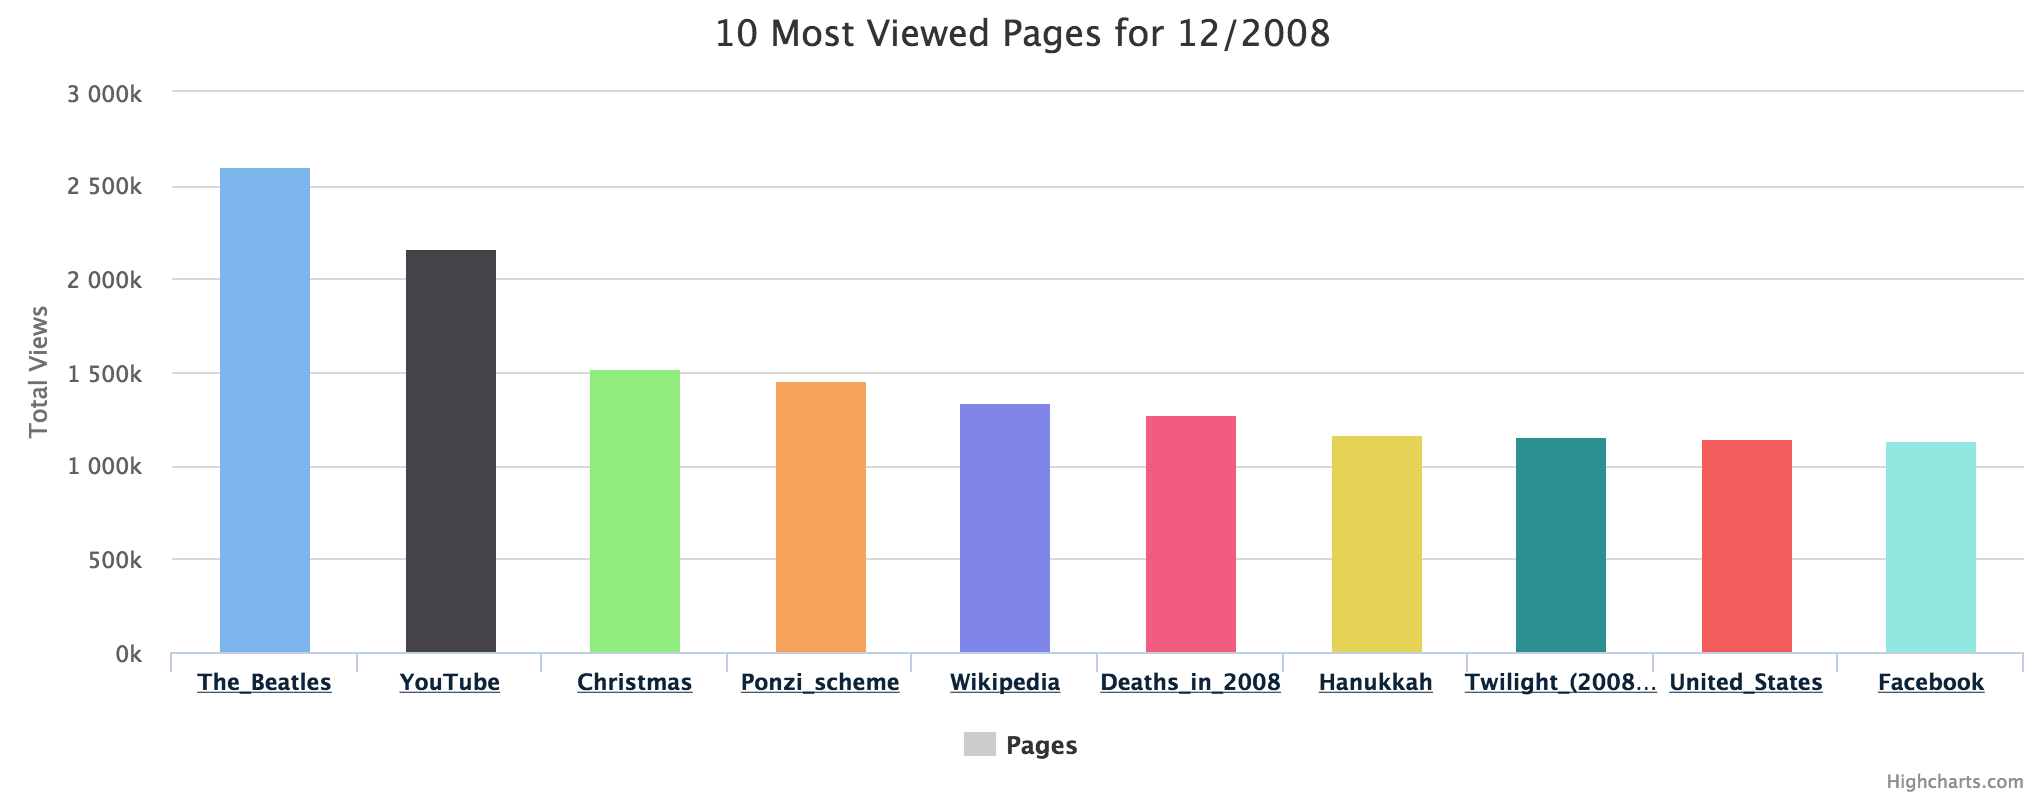 10 Most Viewed Pages for 12/2008
3 000k
2 500k
2 000k
1 500k
1 000k
500k
0k
Total Views
The_Beatles
YouTube
Christmas
Ponzi_scheme
Wikipedia
Deaths_in_2008
Hanukkah
Twilight_(2008...
United_States
Facebook
Pages
Highcharts.com